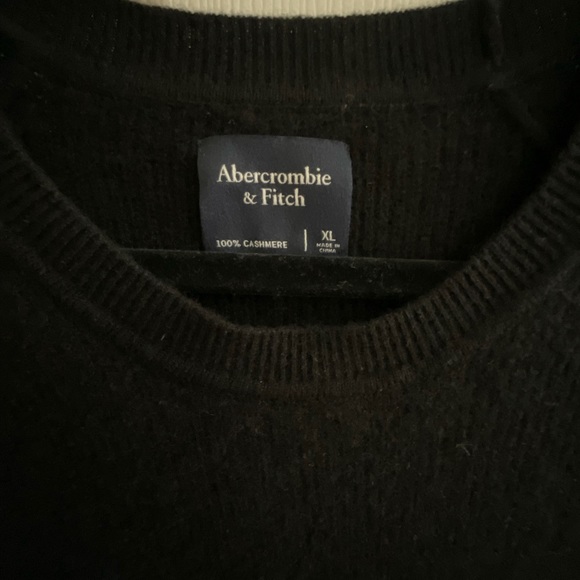 Abercrombie
& Fitch
100% CASHMERE | XL
MADE IN
CHINA